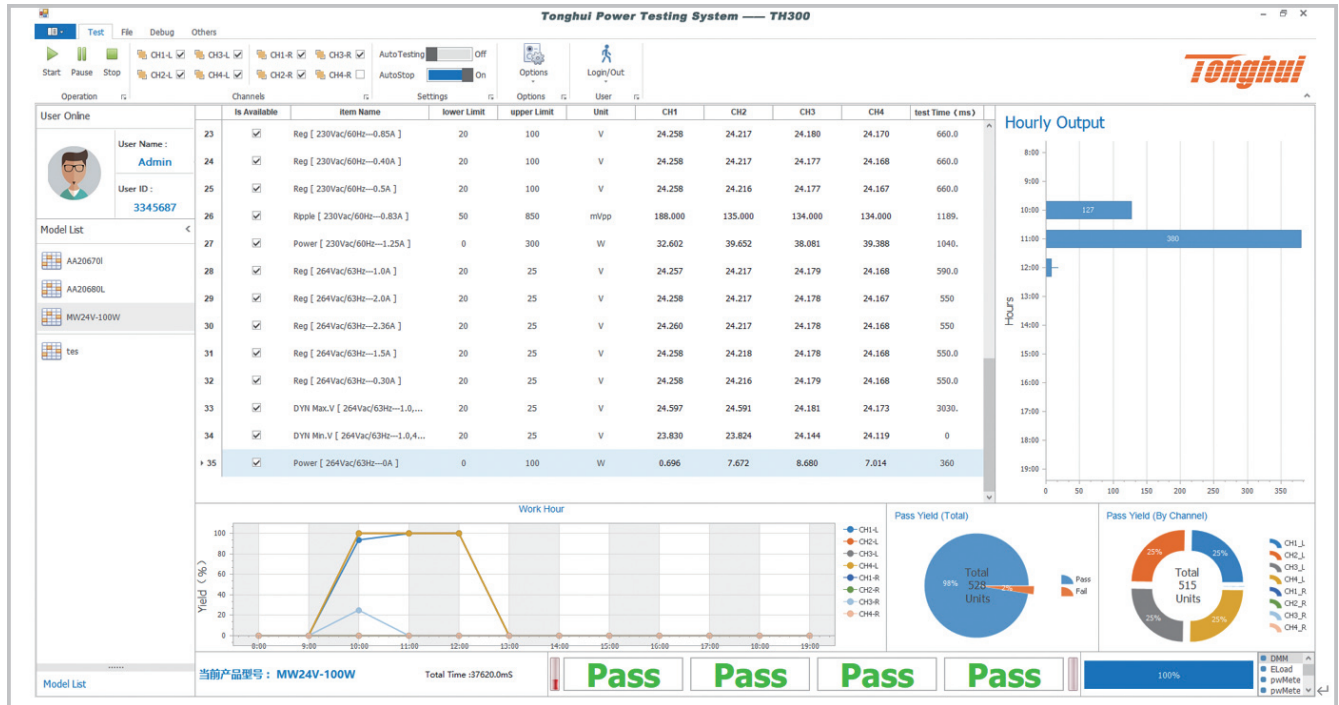 Tonghui Power Testing System —— TH300
Test File Debug Others
CH1-L CH3-L CH1-R CH3-R AutoTesting Off
Start Pause Stop CH2-L CH4-L CH2-R CH4-R AutoStop On Options Login/Out
Operation Channels Settings Options User
Tonghui
User Online
User Name :
Admin
User ID :
3345687
Model List
AA20670I
AA20680L
MW24V-100W
tes
Model List
Is Available item Name lower Limit upper Limit Unit CH1 CH2 CH3 CH4 test Time (ms)
23 Reg [ 230Vac/60Hz---0.85A ] 20 100 V 24.258 24.217 24.180 24.170 660.0
24 Reg [ 230Vac/60Hz---0.40A ] 20 100 V 24.258 24.217 24.177 24.168 660.0
25 Reg [ 230Vac/60Hz---0.5A ] 20 100 V 24.258 24.216 24.177 24.167 660.0
26 Ripple [ 230Vac/60Hz---0.83A ] 50 850 mVpp 188.000 135.000 134.000 134.000 1189.
27 Power [ 230Vac/60Hz---1.25A ] 0 300 W 32.602 39.652 38.081 39.388 1040.
28 Reg [ 264Vac/63Hz---1.0A ] 20 25 V 24.257 24.217 24.179 24.168 590.0
29 Reg [ 264Vac/63Hz---2.0A ] 20 25 V 24.258 24.217 24.178 24.167 550
30 Reg [ 264Vac/63Hz---2.36A ] 20 25 V 24.260 24.217 24.178 24.168 550
31 Reg [ 264Vac/63Hz---1.5A ] 20 25 V 24.258 24.218 24.178 24.168 550.0
32 Reg [ 264Vac/63Hz---0.30A ] 20 25 V 24.258 24.216 24.179 24.168 550.0
33 DYN Max.V [ 264Vac/63Hz---1.0,... 20 25 V 24.597 24.591 24.181 24.173 3030.
34 DYN Min.V [ 264Vac/63Hz---1.0,4... 20 25 V 23.830 23.824 24.144 24.119 0
35 Power [ 264Vac/63Hz---0A ] 0 100 W 0.696 7.672 8.680 7.014 360
Hourly Output
Hours
8:00
9:00
10:00 127
11:00 380
12:00
13:00
14:00
15:00
16:00
17:00
18:00
19:00
0 50 100 150 200 250 300 350
Work Hour
Yield (%)
100
80
60
40
20
0
8:00 9:00 10:00 11:00 12:00 13:00 14:00 15:00 16:00 17:00 18:00 19:00
CH1-L
CH2-L
CH3-L
CH4-L
CH1-R
CH2-R
CH3-R
CH4-R
Pass Yield (Total)
Total
528
Units
98%
2%
Pass
Fail
Pass Yield (By Channel)
25% 25%
Total
515
Units
25% 25%
CH1_L
CH2_L
CH3_L
CH4_L
CH1_R
CH2_R
CH3_R
CH4_R
当前产品型号： MW24V-100W Total Time :37620.0mS
Pass Pass Pass Pass
100%
DMM
ELoad
pwMete
pwMete